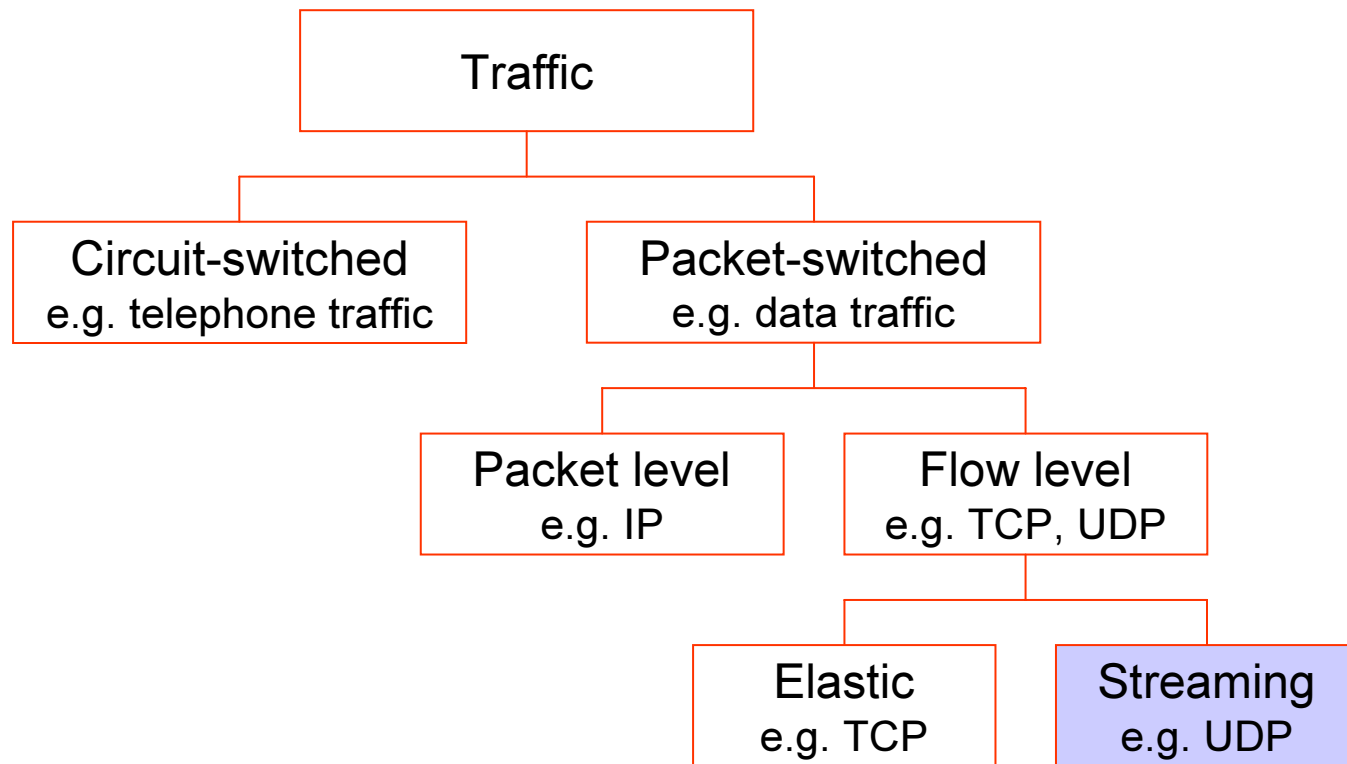 Traffic
Circuit-switched
e.g. telephone traffic
Packet-switched
e.g. data traffic
Packet level
e.g. IP
Flow level
e.g. TCP, UDP
Elastic
e.g. TCP
Streaming
e.g. UDP